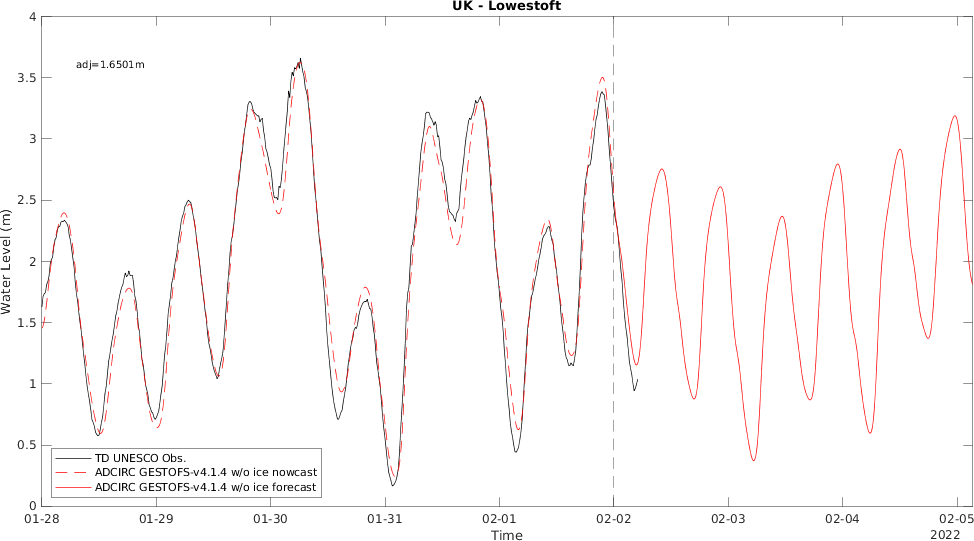 UK - Lowestoft
4
adj=1.6501m
3.5
3
2.5
2
1.5
1
0.5
0
Water Level (m)
TD UNESCO Obs.
ADCIRC GESTOFS-v4.1.4 w/o ice nowcast
ADCIRC GESTOFS-v4.1.4 w/o ice forecast
01-28 01-29 01-30 01-31 02-01 02-02 02-03 02-04 02-05
Time
2022